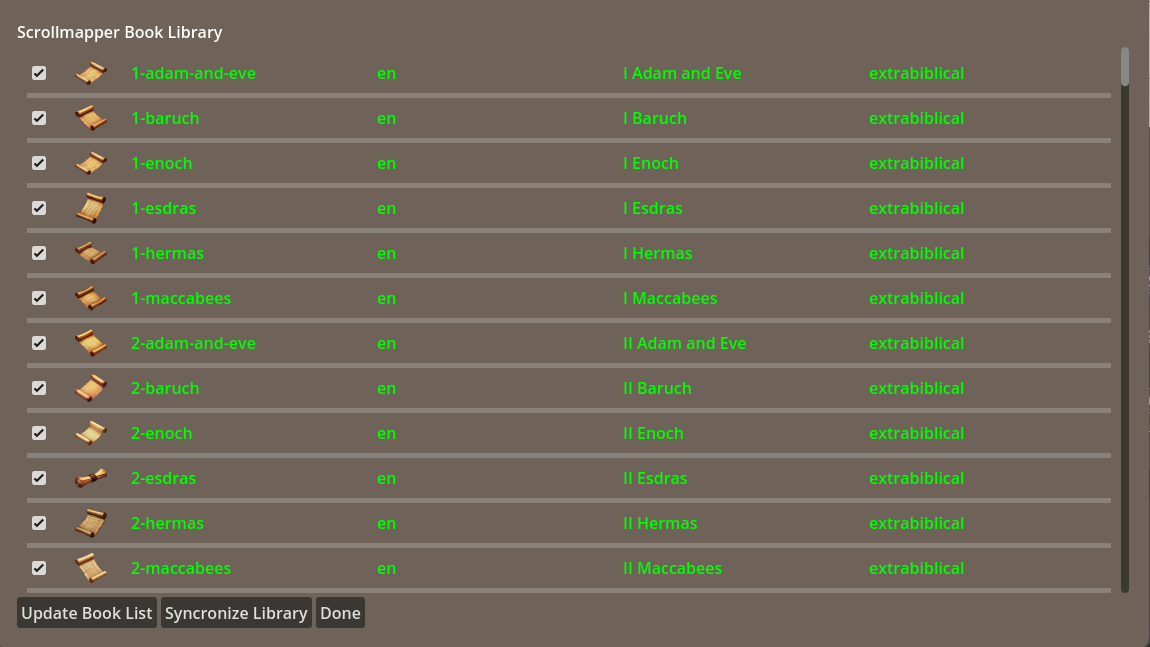 Scrollmapper Book Library
1-adam-and-eve en I Adam and Eve extrabiblical
1-baruch en I Baruch extrabiblical
1-enoch en I Enoch extrabiblical
1-esdras en I Esdras extrabiblical
1-hermas en I Hermas extrabiblical
1-maccabees en I Maccabees extrabiblical
2-adam-and-eve en II Adam and Eve extrabiblical
2-baruch en II Baruch extrabiblical
2-enoch en II Enoch extrabiblical
2-esdras en II Esdras extrabiblical
2-hermas en II Hermas extrabiblical
2-maccabees en II Maccabees extrabiblical
Update Book List Syncronize Library Done